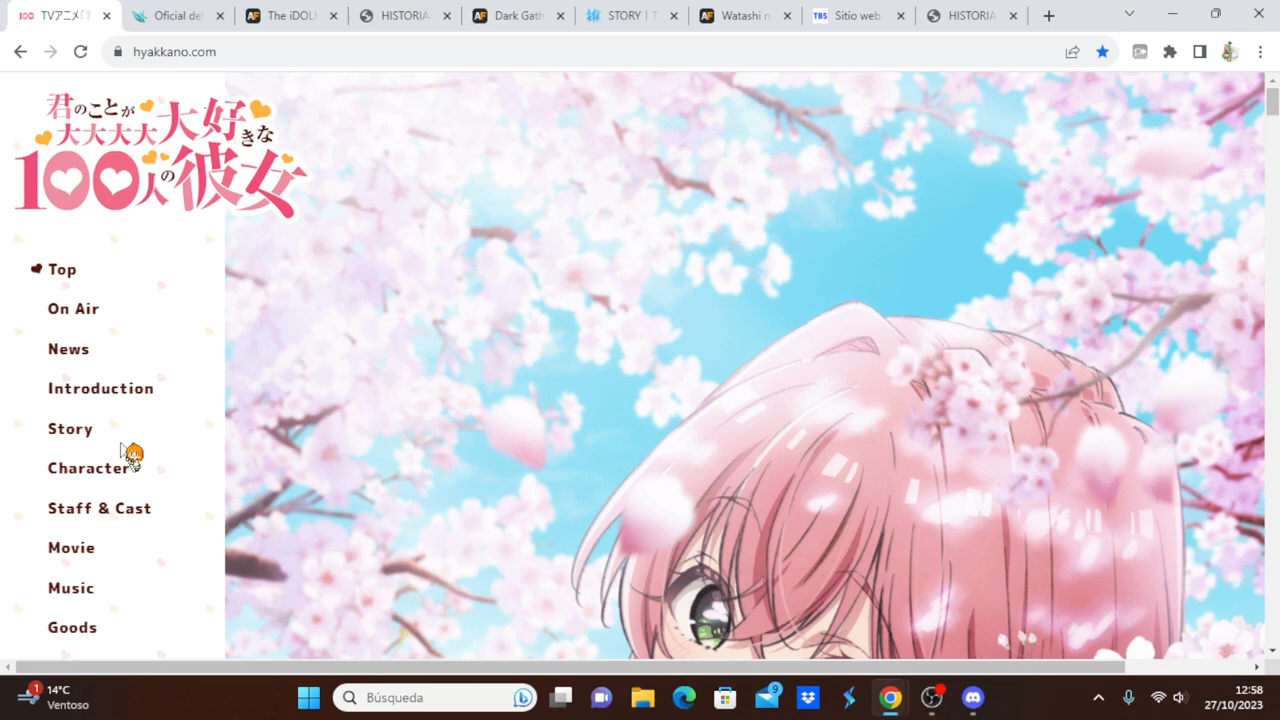 TVアニメ「
Oficial de
The iDOL
HISTORIA
Dark Gath
STORY | T
Watashi n
Sitio web
HISTORIA
hyakkano.com
君のことが
大大大大大好きな
100人の彼女
Top
On Air
News
Introduction
Story
Character
Staff & Cast
Movie
Music
Goods
1
14°C
Ventoso
Búsqueda
9
12:58
27/10/2023